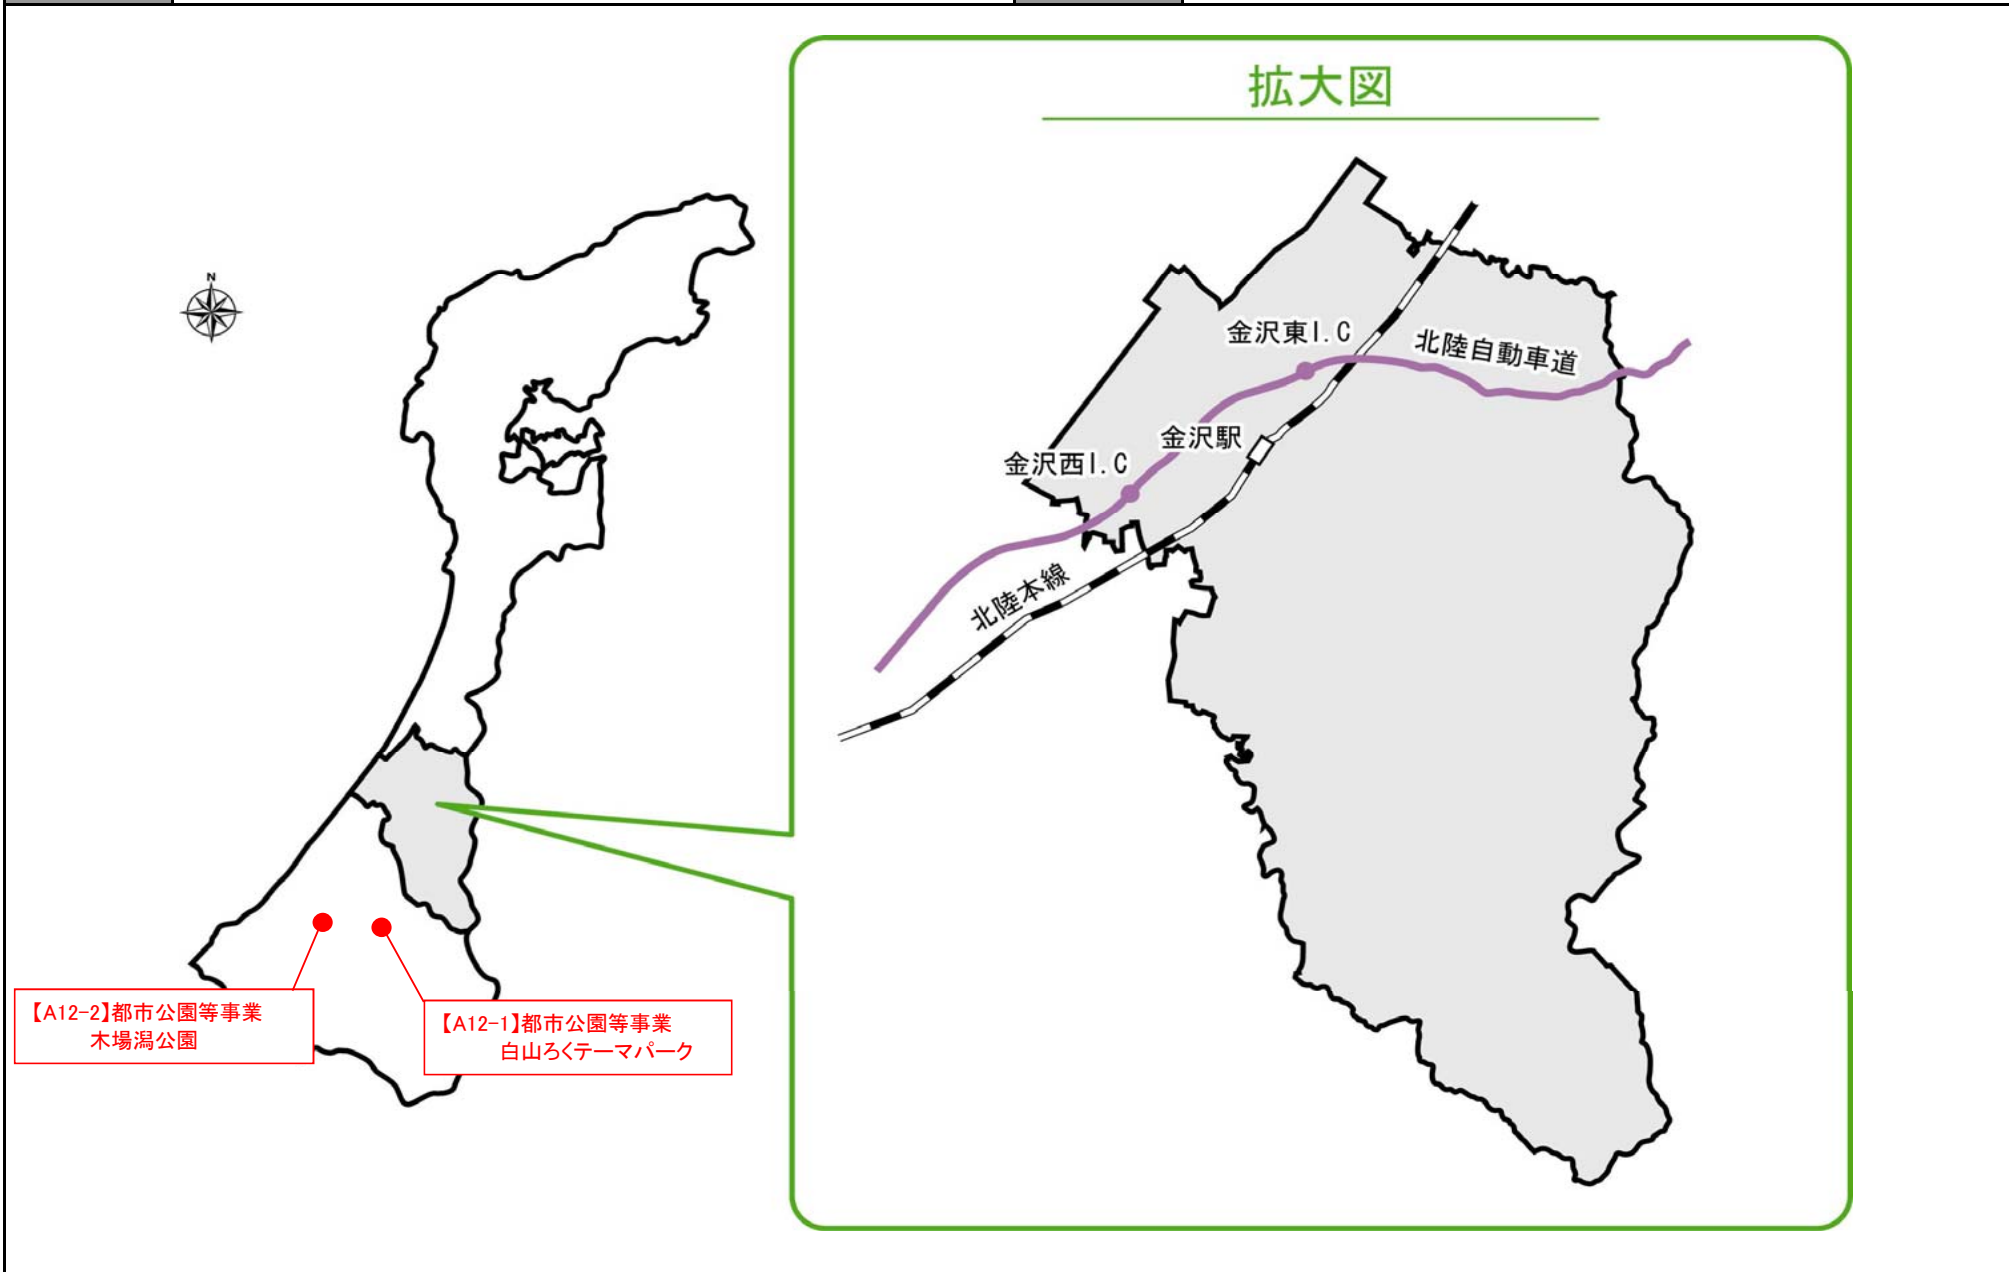 拡大図
N
金沢東I.C
北陸自動車道
金沢駅
金沢西I.C
北陸本線
【A12-2】都市公園等事業
木場潟公園
【A12-1】都市公園等事業
白山ろくテーマパーク